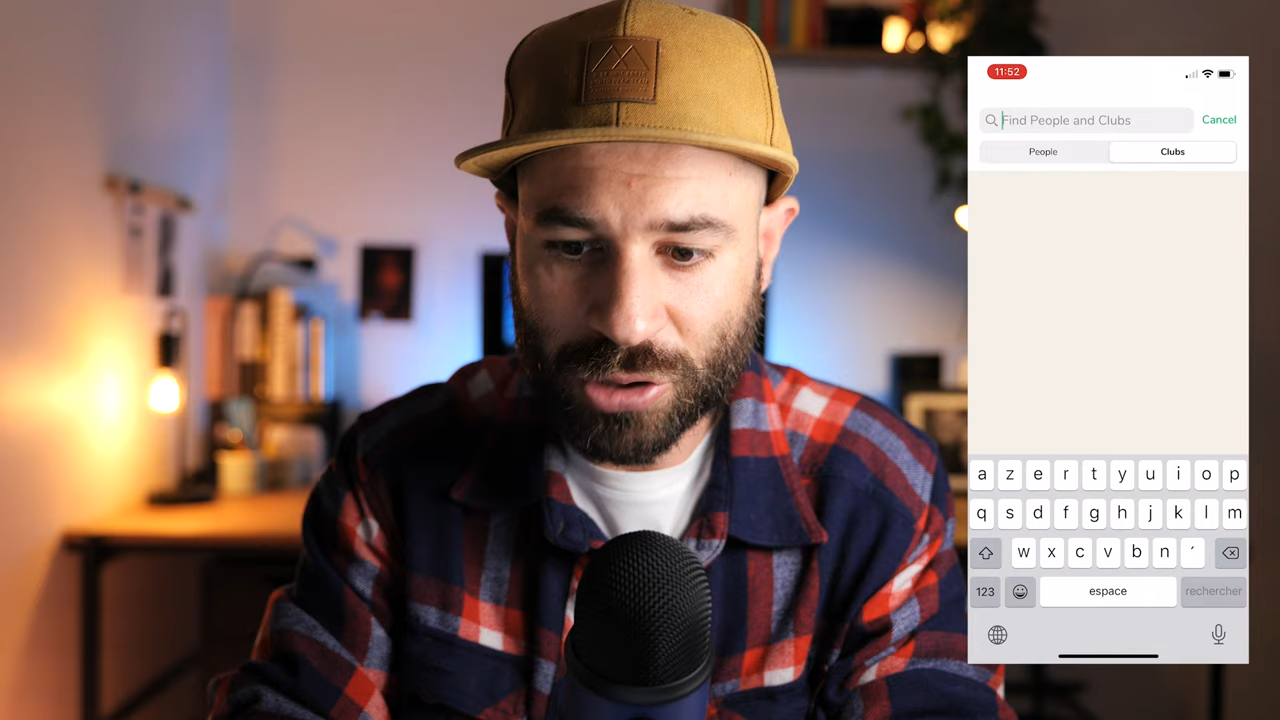 11:52
Find People and Clubs
Cancel
People
Clubs
a z e r t y u i o p
q s d f g h j k l m
w x c v b n ´
123
espace
rechercher